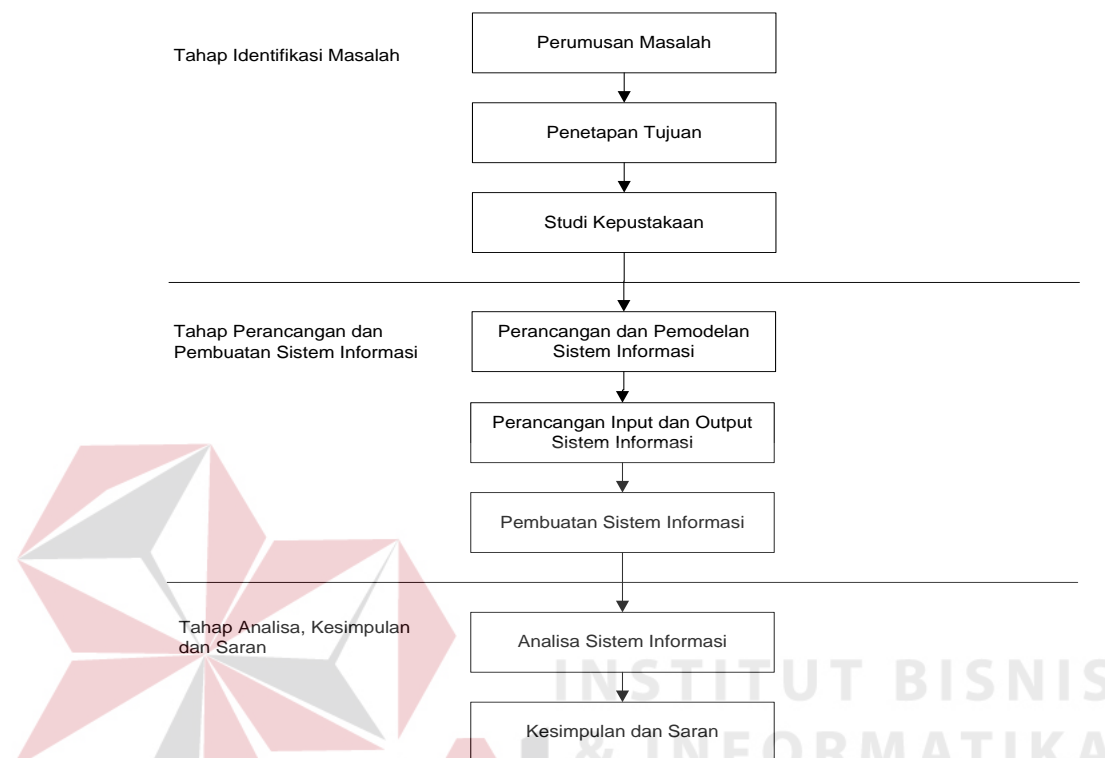 Tahap Identifikasi Masalah
Perumusan Masalah
Penetapan Tujuan
Studi Kepustakaan
Tahap Perancangan dan
Pembuatan Sistem Informasi
Perancangan dan Pemodelan
Sistem Informasi
Perancangan Input dan Output
Sistem Informasi
Pembuatan Sistem Informasi
Tahap Analisa, Kesimpulan
dan Saran
Analisa Sistem Informasi
INSTITUT BISNIS
Kesimpulan dan Saran
& INFORMATIKA